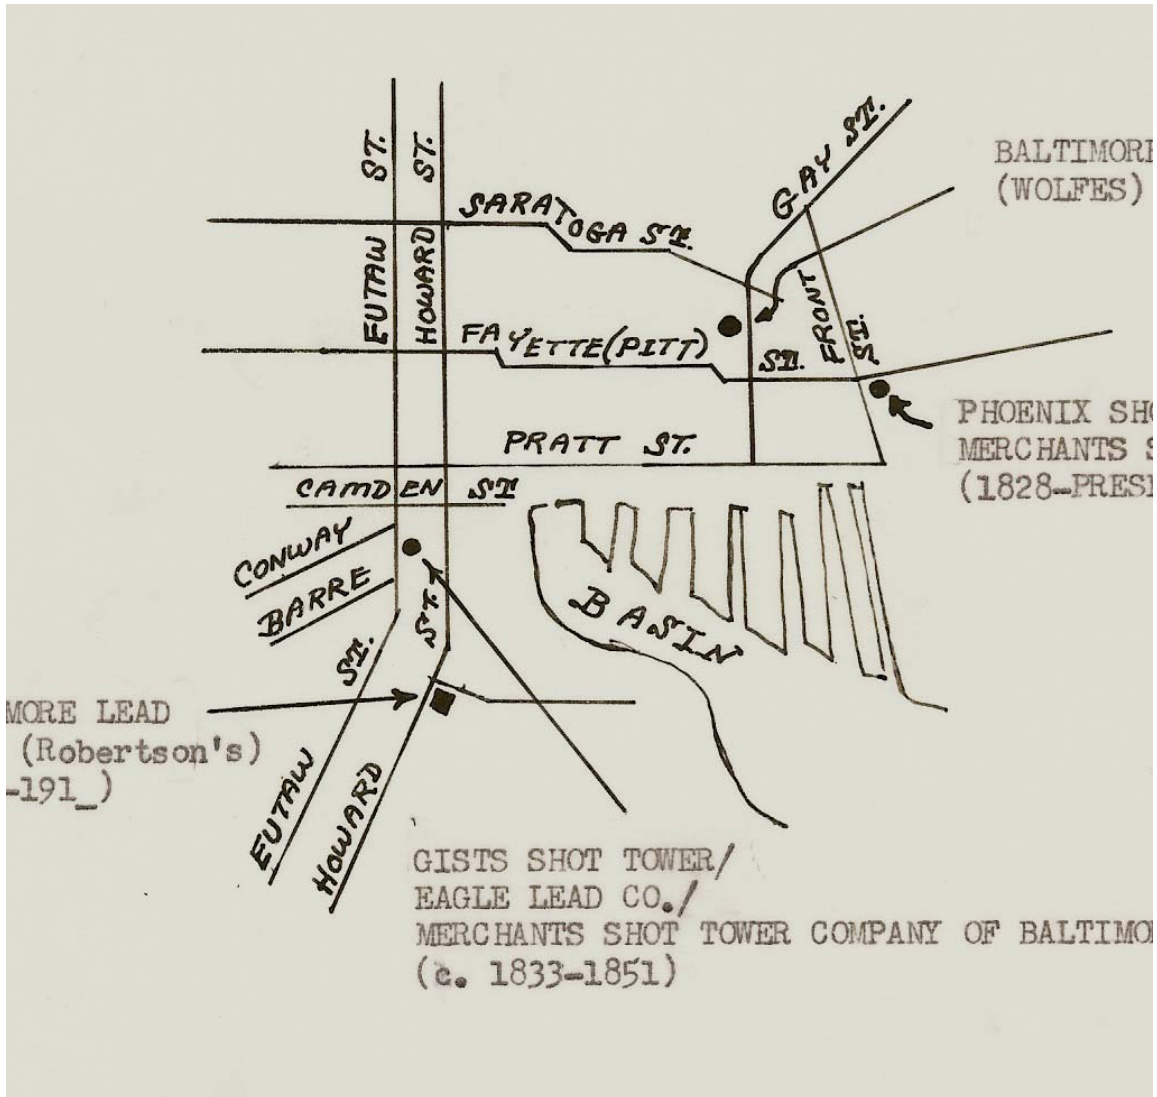 EUTAW ST.
HOWARD ST.
SARATOGA ST.
GAY ST.
BALTIMORE
(WOLFES)
FAYETTE (PITT) ST.
FRONT ST.
PHOENIX SHO
MERCHANTS S
(1828-PRESE
PRATT ST.
CAMDEN ST
CONWAY
BARRE
BASIN
ST.
ST.
MORE LEAD
(Robertson's)
-191_)
EUTAW
HOWARD
GISTS SHOT TOWER/
EAGLE LEAD CO./
MERCHANTS SHOT TOWER COMPANY OF BALTIMO
(c. 1833-1851)